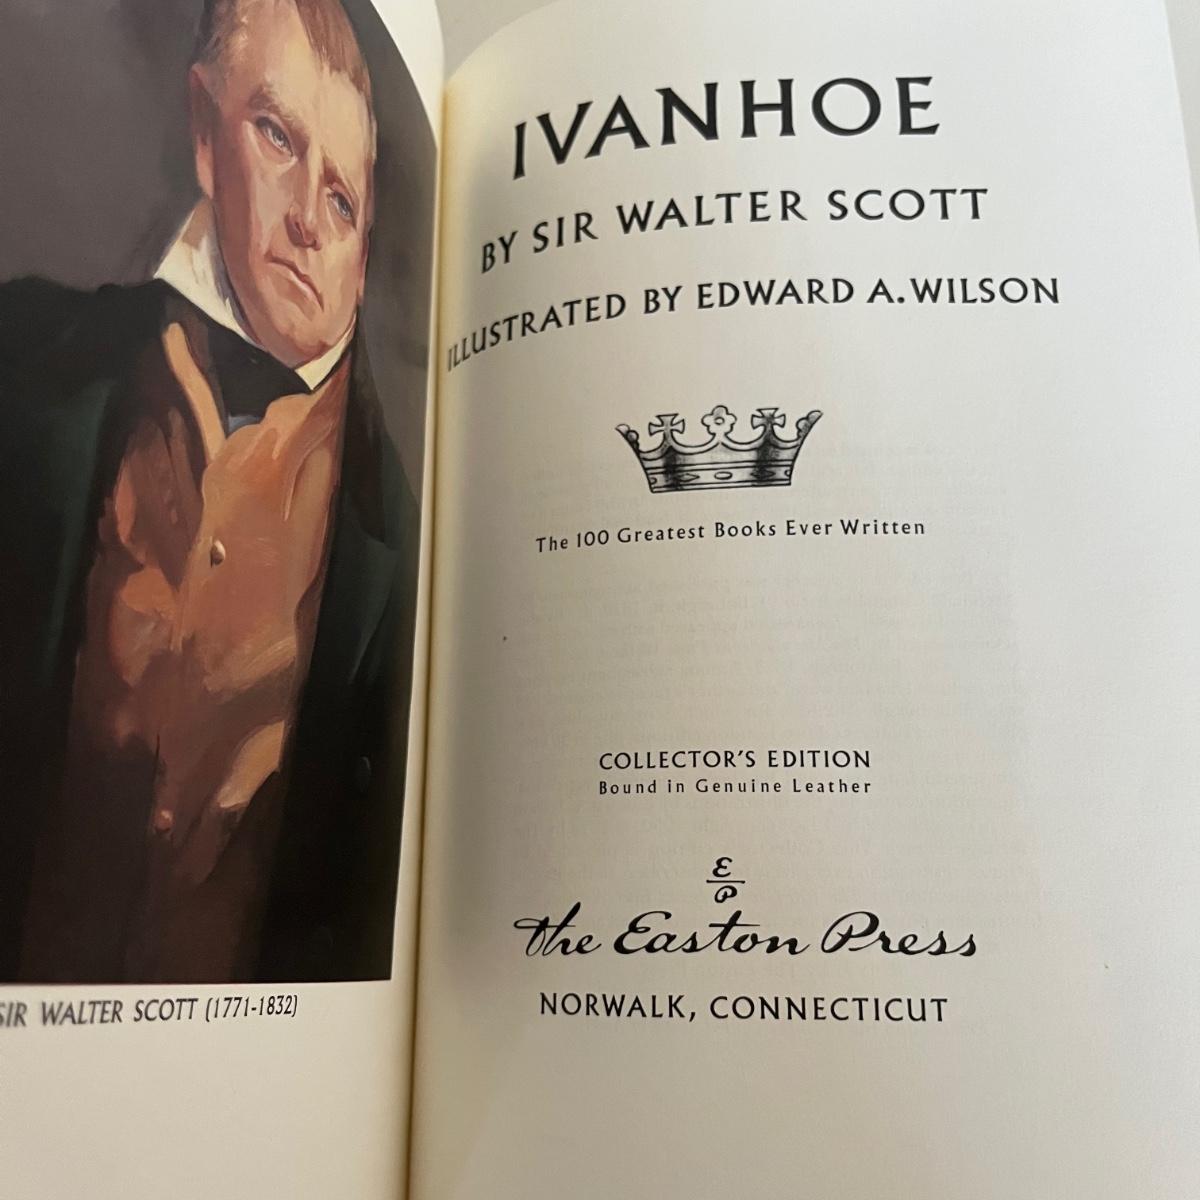 SIR WALTER SCOTT (1771-1832)
IVANHOE
BY SIR WALTER SCOTT
ILLUSTRATED BY EDWARD A. WILSON
The 100 Greatest Books Ever Written
COLLECTOR'S EDITION
Bound in Genuine Leather
E
P
The Easton Press
NORWALK, CONNECTICUT